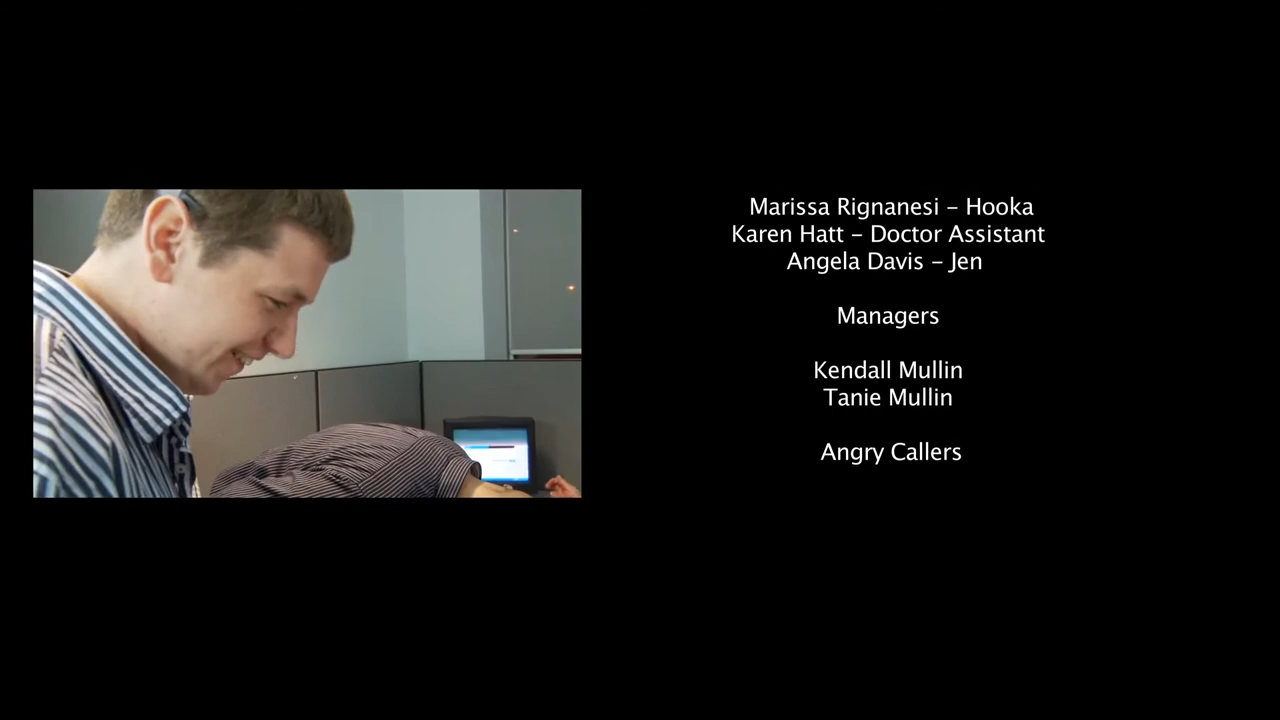 Marissa Rignanesi – Hooka
Karen Hatt – Doctor Assistant
Angela Davis – Jen
Managers
Kendall Mullin
Tanie Mullin
Angry Callers